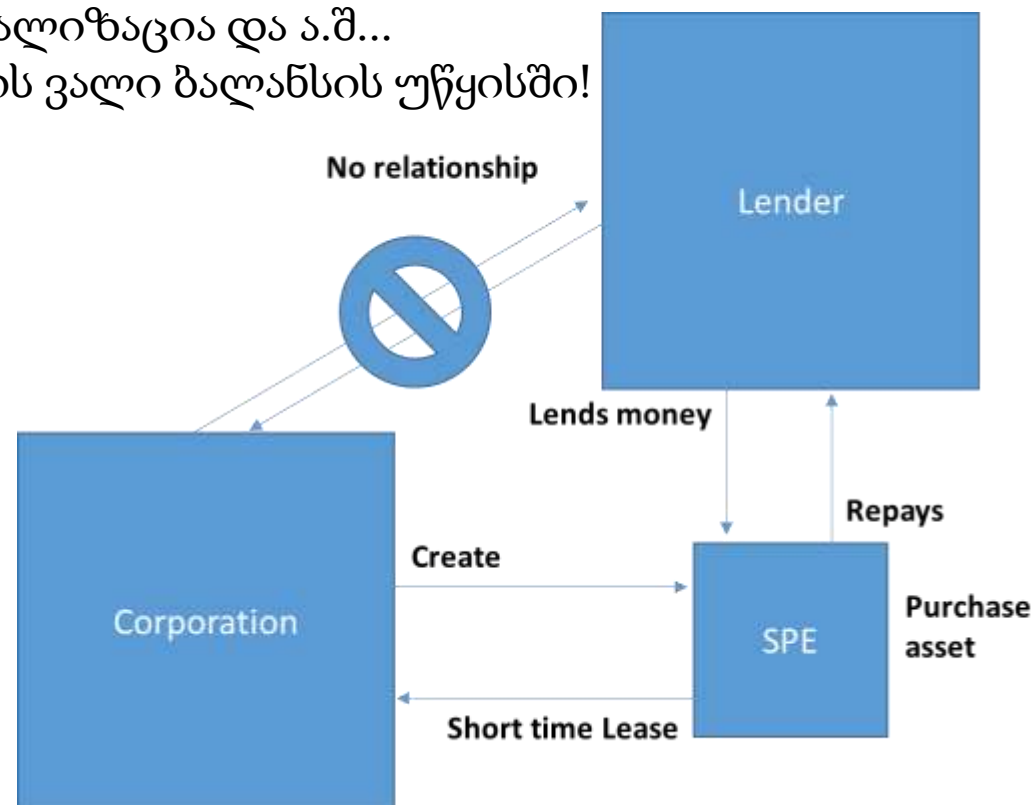 ალიზაცია და ა.შ...
ის ვალი ბალანსის უწყისში!
No relationship
Lender
Lends money
Repays
Create
Corporation
SPE
Purchase
asset
Short time Lease